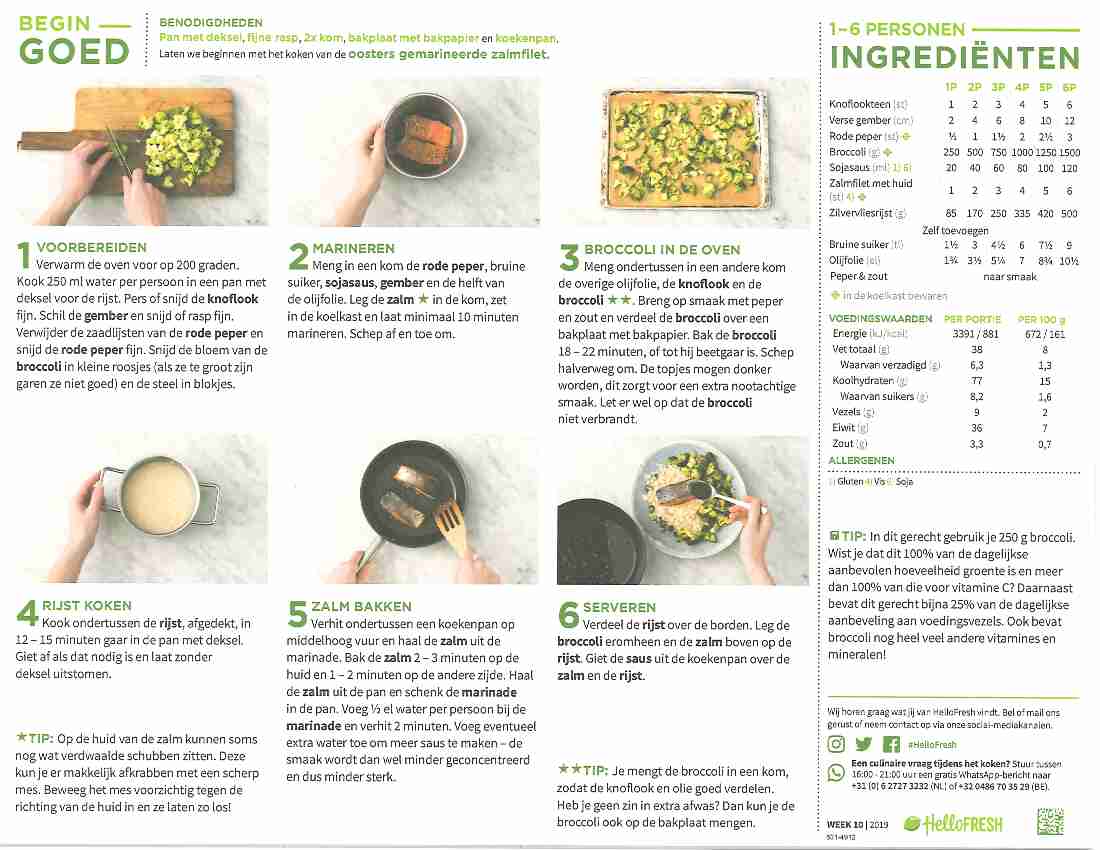 BEGIN
GOED
BENODIGDHEDEN
Pan met deksel, fijne rasp, 2x kom, bakplaat met bakpapier en koekenpan.
Laten we beginnen met het koken van de oosters gemarineerde zalmfilet.
1 VOORBEREIDEN
Verwarm de oven voor op 200 graden.
Kook 250 ml water per persoon in een pan met
deksel voor de rijst. Pers of snijd de knoflook
fijn. Schil de gember en snijd of rasp fijn.
Verwijder de zaadlijsten van de rode peper en
snijd de rode peper fijn. Snijd de bloem van de
broccoli in kleine roosjes (als ze te groot zijn
garen ze niet goed) en de steel in blokjes.
2 MARINEREN
Meng in een kom de rode peper, bruine
suiker, sojasaus, gember en de helft van
de olijfolie. Leg de zalm ★ in de kom, zet
in de koelkast en laat minimaal 10 minuten
marineren. Schep af en toe om.
3 BROCCOLI IN DE OVEN
Meng ondertussen in een andere kom
de overige olijfolie, de knoflook en de
broccoli ★★. Breng op smaak met peper
en zout en verdeel de broccoli over een
bakplaat met bakpapier. Bak de broccoli
18 – 22 minuten, of tot hij beetgaar is. Schep
halverweg om. De topjes mogen donker
worden, dit zorgt voor een extra nootachtige
smaak. Let er wel op dat de broccoli
niet verbrandt.
4 RIJST KOKEN
Kook ondertussen de rijst, afgedekt, in
12 – 15 minuten gaar in de pan met deksel.
Giet af als dat nodig is en laat zonder
deksel uitstomen.
★TIP: Op de huid van de zalm kunnen soms
nog wat verdwaalde schubben zitten. Deze
kun je er makkelijk afkrabben met een scherp
mes. Beweeg het mes voorzichtig tegen de
richting van de huid in en ze laten zo los!
5 ZALM BAKKEN
Verhit ondertussen een koekenpan op
middelhoog vuur en haal de zalm uit de
marinade. Bak de zalm 2 – 3 minuten op de
huid en 1 – 2 minuten op de andere zijde. Haal
de zalm uit de pan en schenk de marinade
in de pan. Voeg ½ el water per persoon bij de
marinade en verhit 2 minuten. Voeg eventueel
extra water toe om meer saus te maken – de
smaak wordt dan wel minder geconcentreerd
en dus minder sterk.
6 SERVEREN
Verdeel de rijst over de borden. Leg de
broccoli eromheen en de zalm boven op de
rijst. Giet de saus uit de koekenpan over de
zalm en de rijst.
★★TIP: Je mengt de broccoli in een kom,
zodat de knoflook en olie goed verdelen.
Heb je geen zin in extra afwas? Dan kun je de
broccoli ook op de bakplaat mengen.
1–6 PERSONEN
INGREDIËNTEN
1P 2P 3P 4P 5P 6P
Knoflookteen (st) 1 2 3 4 5 6
Verse gember (cm) 2 4 6 8 10 12
Rode peper (st) ½ 1 1½ 2 2½ 3
Broccoli (g) 250 500 750 1000 1250 1500
Sojasaus (ml) 1) 6) 20 40 60 80 100 120
Zalmfilet met huid
(st) 4) 1 2 3 4 5 6
Zilvervliesrijst (g) 85 170 250 335 420 500
Zelf toevoegen
Bruine suiker (tl) 1½ 3 4½ 6 7½ 9
Olijfolie (el) 1¾ 3½ 5¼ 7 8¾ 10½
Peper & zout naar smaak
in de koelkast bewaren
VOEDINGSWAARDEN PER PORTIE PER 100 g
Energie (kJ/kcal) 3391 / 881 672 / 161
Vet totaal (g) 38 8
Waarvan verzadigd (g) 6,3 1,3
Koolhydraten (g) 77 15
Waarvan suikers (g) 8,2 1,6
Vezels (g) 9 2
Eiwit (g) 36 7
Zout (g) 3,3 0,7
ALLERGENEN
1) Gluten 4) Vis 6) Soja
TIP: In dit gerecht gebruik je 250 g broccoli.
Wist je dat dit 100% van de dagelijkse
aanbevolen hoeveelheid groente is en meer
dan 100% van die voor vitamine C? Daarnaast
bevat dit gerecht bijna 25% van de dagelijkse
aanbeveling aan voedingsvezels. Ook bevat
broccoli nog heel veel andere vitamines en
mineralen!
Wij horen graag wat jij van HelloFresh vindt. Bel of mail ons
gerust of neem contact op via onze social-mediakanalen.
#HelloFresh
Een culinaire vraag tijdens het koken? Stuur tussen
16:00 - 21:00 uur een gratis WhatsApp-bericht naar
+31 (0) 6 2727 3232 (NL) of +32 0486 70 35 29 (BE).
WEEK 10 | 2019
HelloFRESH